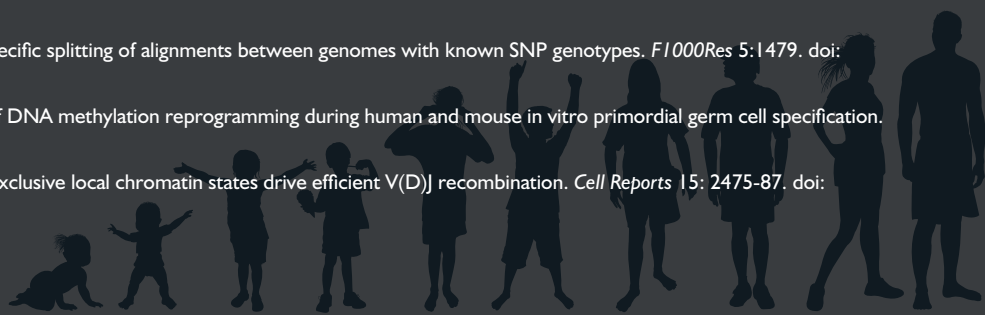 ecific splitting of alignments between genomes with known SNP genotypes. F1000Res 5:1479. doi:
f DNA methylation reprogramming during human and mouse in vitro primordial germ cell specification.
xclusive local chromatin states drive efficient V(D)J recombination. Cell Reports 15: 2475-87. doi: